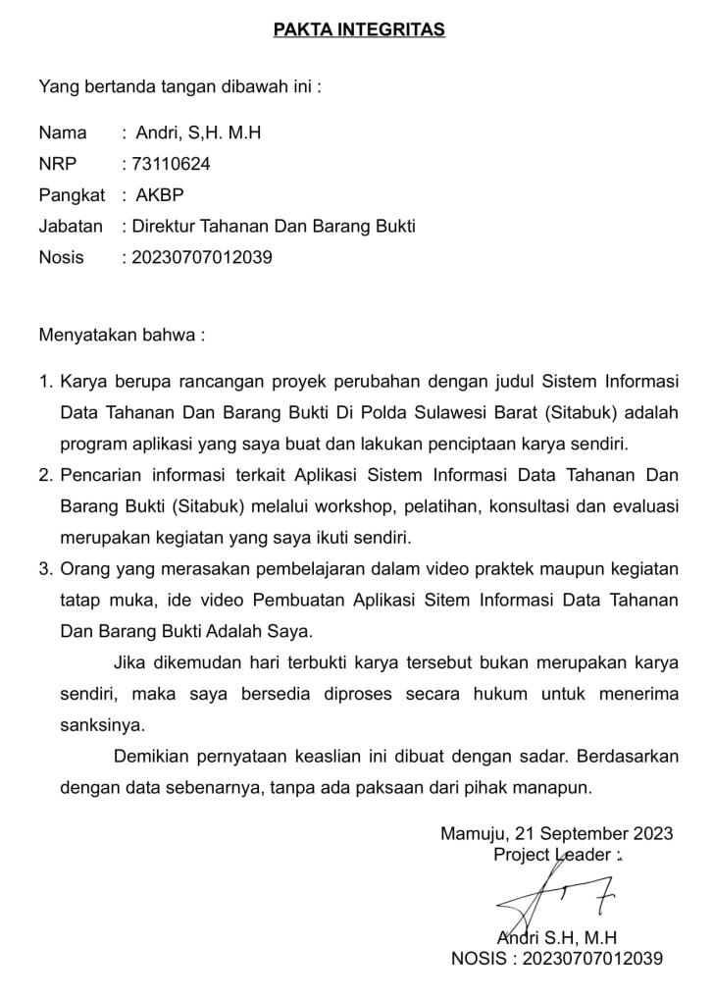 PAKTA INTEGRITAS
Yang bertanda tangan dibawah ini :
Nama : Andri, S,H. M.H
NRP : 73110624
Pangkat : AKBP
Jabatan : Direktur Tahanan Dan Barang Bukti
Nosis : 20230707012039
Menyatakan bahwa :
1. Karya berupa rancangan proyek perubahan dengan judul Sistem Informasi
Data Tahanan Dan Barang Bukti Di Polda Sulawesi Barat (Sitabuk) adalah
program aplikasi yang saya buat dan lakukan penciptaan karya sendiri.
2. Pencarian informasi terkait Aplikasi Sistem Informasi Data Tahanan Dan
Barang Bukti (Sitabuk) melalui workshop, pelatihan, konsultasi dan evaluasi
merupakan kegiatan yang saya ikuti sendiri.
3. Orang yang merasakan pembelajaran dalam video praktek maupun kegiatan
tatap muka, ide video Pembuatan Aplikasi Sitem Informasi Data Tahanan
Dan Barang Bukti Adalah Saya.
Jika dikemudan hari terbukti karya tersebut bukan merupakan karya
sendiri, maka saya bersedia diproses secara hukum untuk menerima
sanksinya.
Demikian pernyataan keaslian ini dibuat dengan sadar. Berdasarkan
dengan data sebenarnya, tanpa ada paksaan dari pihak manapun.
Mamuju, 21 September 2023
Project Leader :
Andri S.H, M.H
NOSIS : 20230707012039